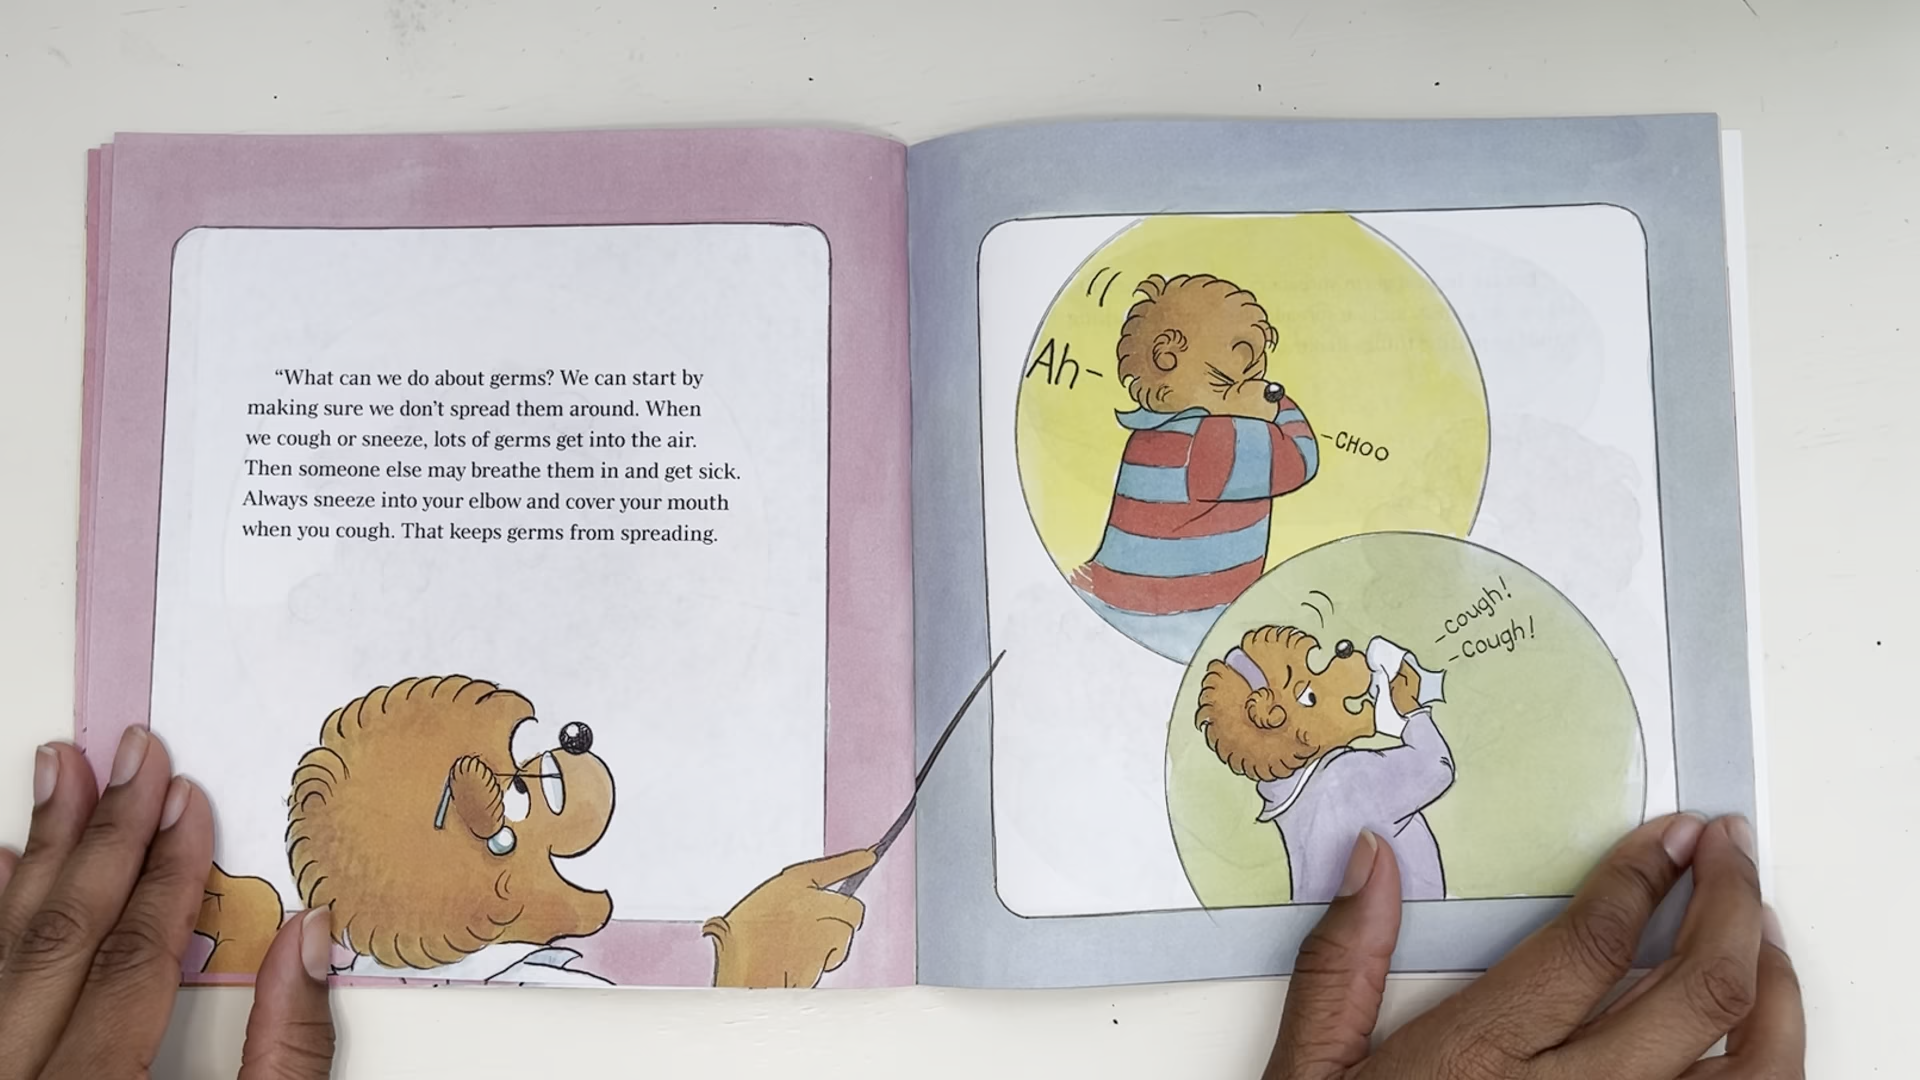 “What can we do about germs? We can start by
making sure we don’t spread them around. When
we cough or sneeze, lots of germs get into the air.
Then someone else may breathe them in and get sick.
Always sneeze into your elbow and cover your mouth
when you cough. That keeps germs from spreading.
Ah-
-CHOO
-cough!
-cough!